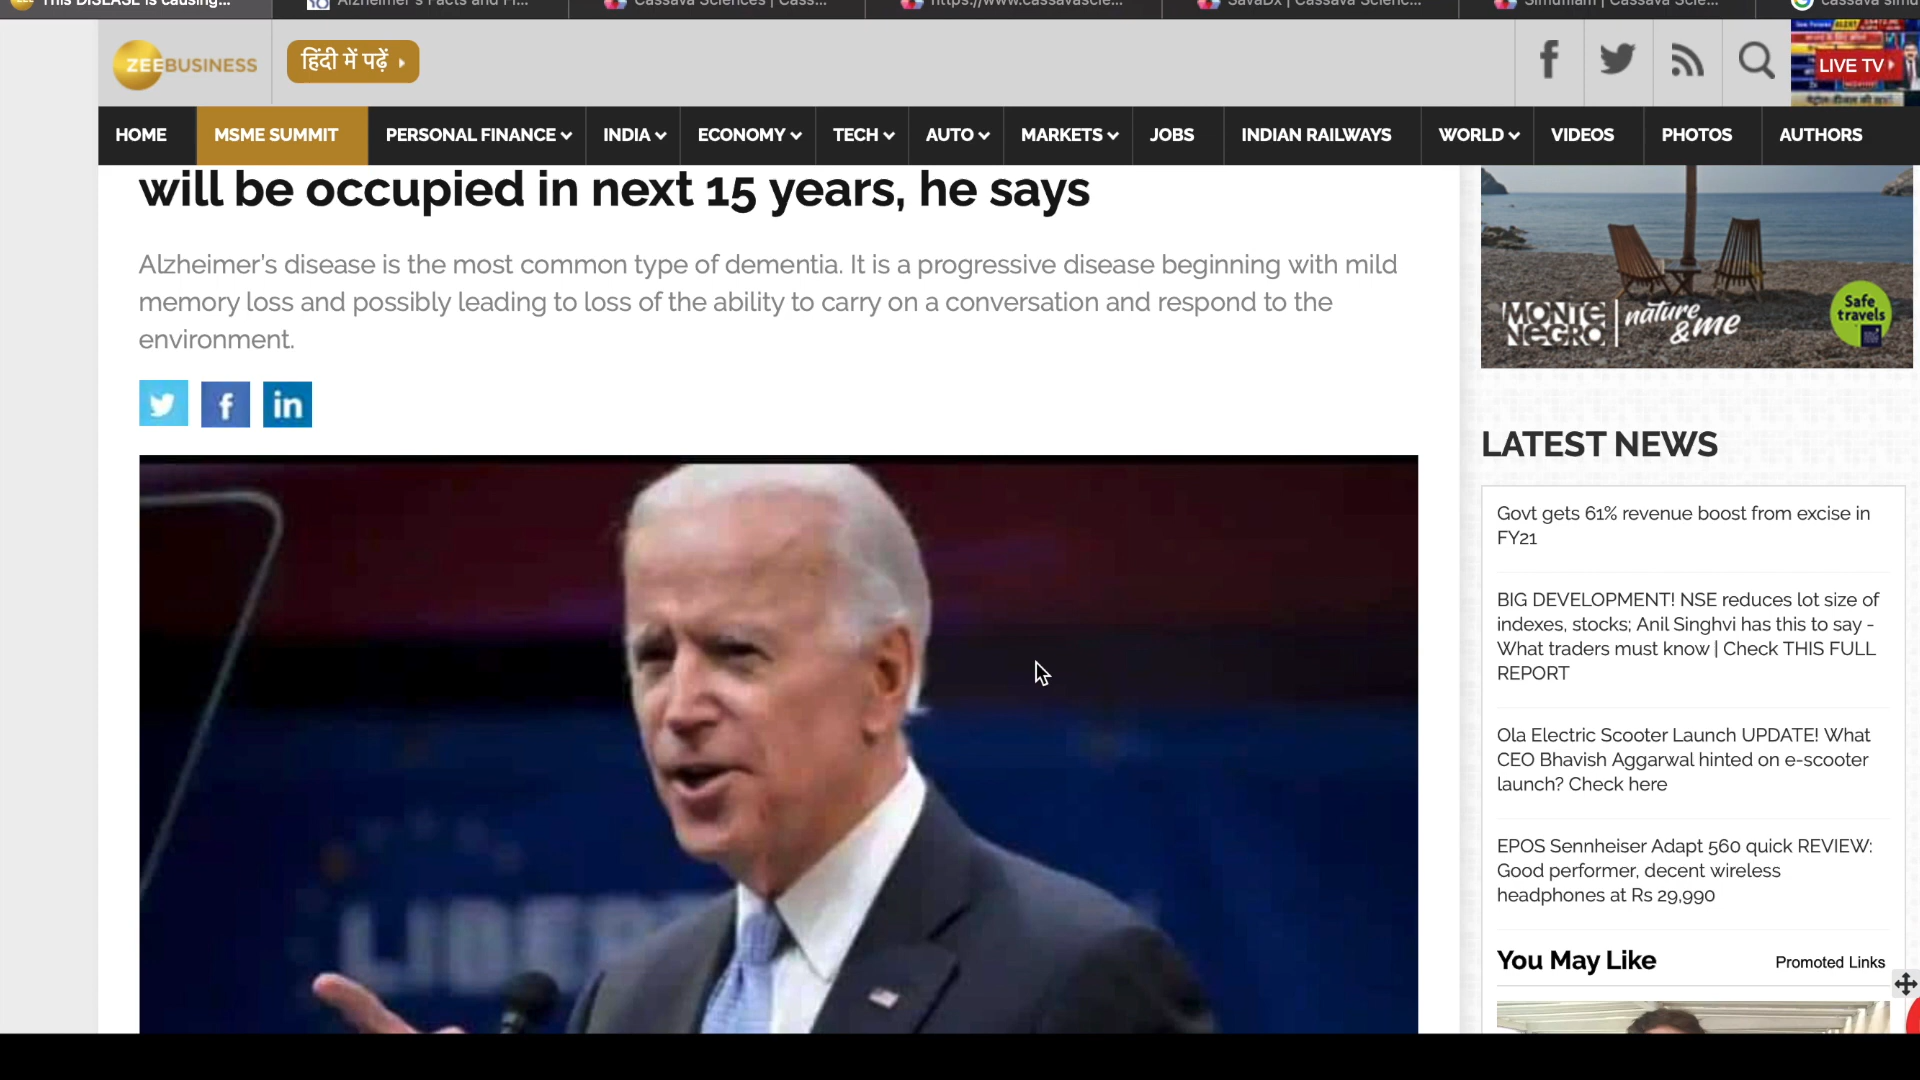 This DISEASE is causing...
Alzheimer's Facts and Fi...
Cassava Sciences | Cass...
https://www.cassavascie...
SavaDx | Cassava Scienc...
Simufilam | Cassava Scie...
cassava simu
ZEEBUSINESS
हिंदी में पढ़ें
LIVE TV
HOME
MSME SUMMIT
PERSONAL FINANCE
INDIA
ECONOMY
TECH
AUTO
MARKETS
JOBS
INDIAN RAILWAYS
WORLD
VIDEOS
PHOTOS
AUTHORS
will be occupied in next 15 years, he says
Alzheimer's disease is the most common type of dementia. It is a progressive disease beginning with mild
memory loss and possibly leading to loss of the ability to carry on a conversation and respond to the
environment.
LIBER
MONTE
NEGRO
nature
&me
Safe
travels
LATEST NEWS
Govt gets 61% revenue boost from excise in
FY21
BIG DEVELOPMENT! NSE reduces lot size of
indexes, stocks; Anil Singhvi has this to say -
What traders must know | Check THIS FULL
REPORT
Ola Electric Scooter Launch UPDATE! What
CEO Bhavish Aggarwal hinted on e-scooter
launch? Check here
EPOS Sennheiser Adapt 560 quick REVIEW:
Good performer, decent wireless
headphones at Rs 29,990
You May Like
Promoted Links